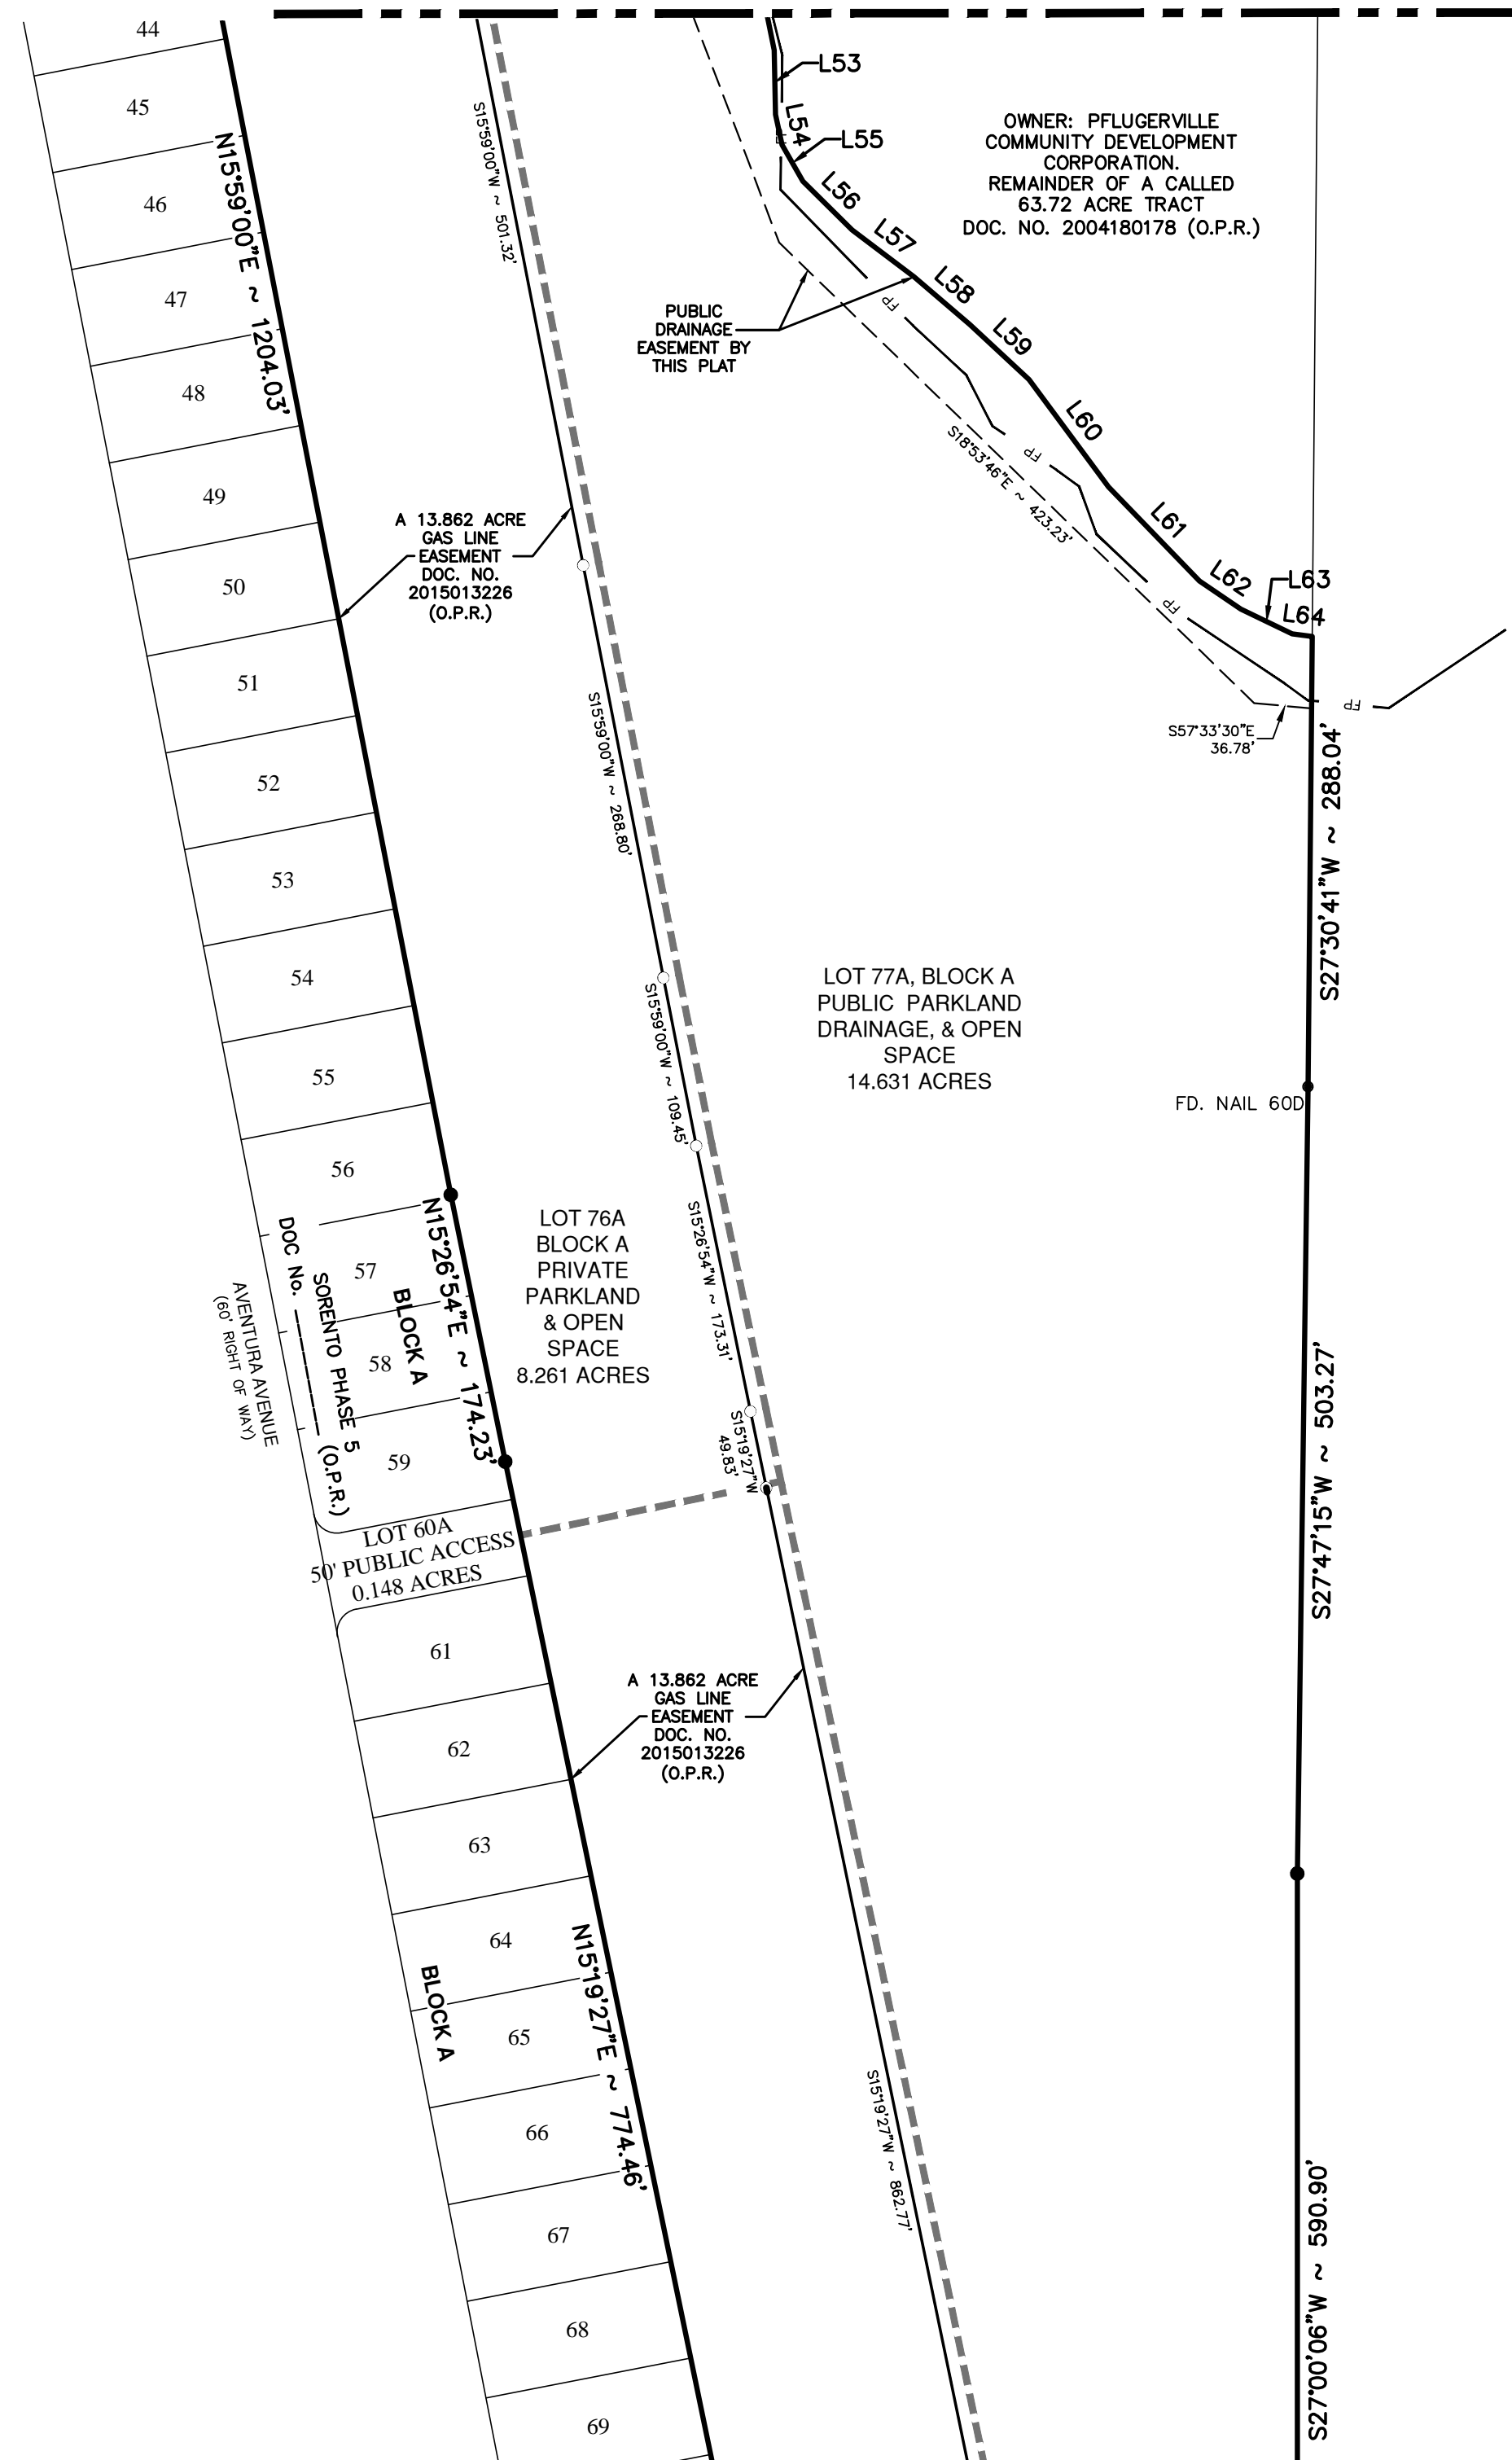 44
45
46
47
48
49
50
51
52
53
54
55
56
57
58
59
LOT 60A
50' PUBLIC ACCESS
0.148 ACRES
61
62
63
64
65
66
67
68
69
N15°59'00"E ~ 1204.03'
N15°26'54"E ~ 174.23'
N15°19'27"E ~ 774.46'
BLOCK A
BLOCK A
SORENTO PHASE 5
DOC No. ________ (O.P.R.)
AVENTURA AVENUE
(60' RIGHT OF WAY)
S15°59'00"W ~ 501.32'
S15°59'00"W ~ 268.80'
S15°59'00"W ~ 109.45'
S15°26'54"W ~ 173.31'
S15°19'27"W
49.83'
S15°19'27"W ~ 862.77'
A 13.862 ACRE
GAS LINE
EASEMENT
DOC. NO.
2015013226
(O.P.R.)
LOT 76A
BLOCK A
PRIVATE
PARKLAND
& OPEN
SPACE
8.261 ACRES
A 13.862 ACRE
GAS LINE
EASEMENT
DOC. NO.
2015013226
(O.P.R.)
PUBLIC
DRAINAGE
EASEMENT BY
THIS PLAT
L53
L54
L55
L56
L57
L58
L59
L60
L61
L62
L63
L64
FP
FP
FP
FP
OWNER: PFLUGERVILLE
COMMUNITY DEVELOPMENT
CORPORATION.
REMAINDER OF A CALLED
63.72 ACRE TRACT
DOC. NO. 2004180178 (O.P.R.)
S18°53'46"E ~ 423.23'
S57°33'30"E
36.78'
LOT 77A, BLOCK A
PUBLIC PARKLAND
DRAINAGE, & OPEN
SPACE
14.631 ACRES
FD. NAIL 60D
S27°30'41"W ~ 288.04'
S27°47'15"W ~ 503.27'
S27°00'06"W ~ 590.90'